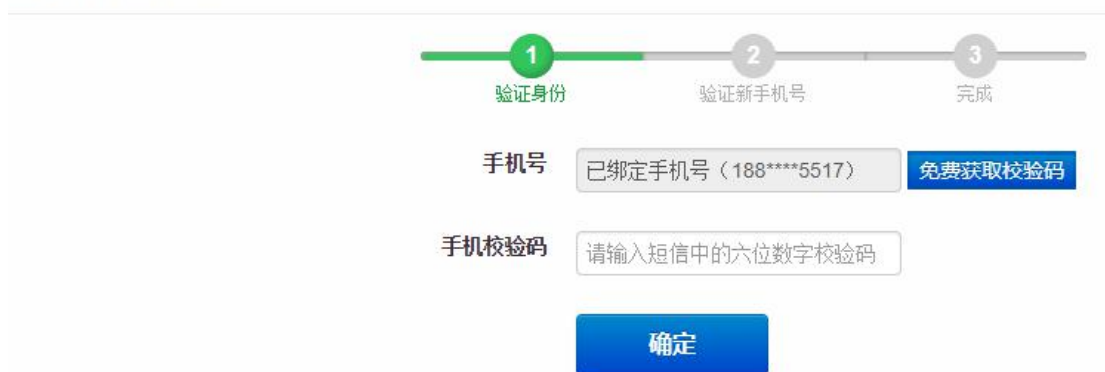 1 2 3
验证身份 验证新手机号 完成
手机号 已绑定手机号（188****5517） 免费获取校验码
手机校验码 请输入短信中的六位数字校验码
确定